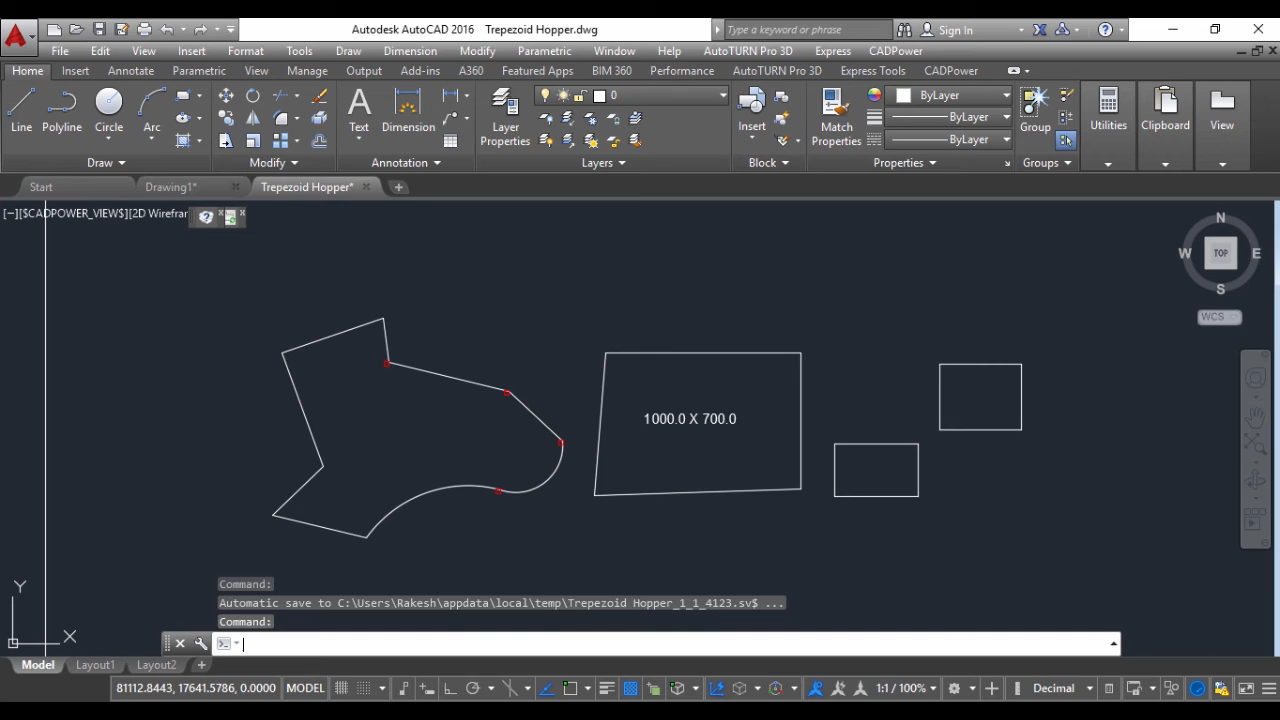 Autodesk AutoCAD 2016 Trepezoid Hopper.dwg
Type a keyword or phrase
Sign In
File Edit View Insert Format Tools Draw Dimension Modify Parametric Window Help AutoTURN Pro 3D Express CADPower
Home Insert Annotate Parametric View Manage Output Add-ins A360 Featured Apps BIM 360 Performance AutoTURN Pro 3D Express Tools CADPower
0
ByLayer
ByLayer
ByLayer
Line Polyline Circle Arc
Text Dimension
Layer Properties
Insert
Match Properties
Group
Utilities
Clipboard
View
Draw Modify Annotation Layers Block Properties Groups
Start Drawing1* Trepezoid Hopper*
[−][$CADPOWER_VIEW$][2D Wirefrar
N
W TOP E
S
WCS
1000.0 X 700.0
Y
X
Command:
Automatic save to C:\Users\Rakesh\appdata\local\temp\Trepezoid Hopper_1_1_4123.sv$ ...
Command:
Model Layout1 Layout2
81112.8443, 17641.5786, 0.0000 MODEL 1:1 / 100% Decimal